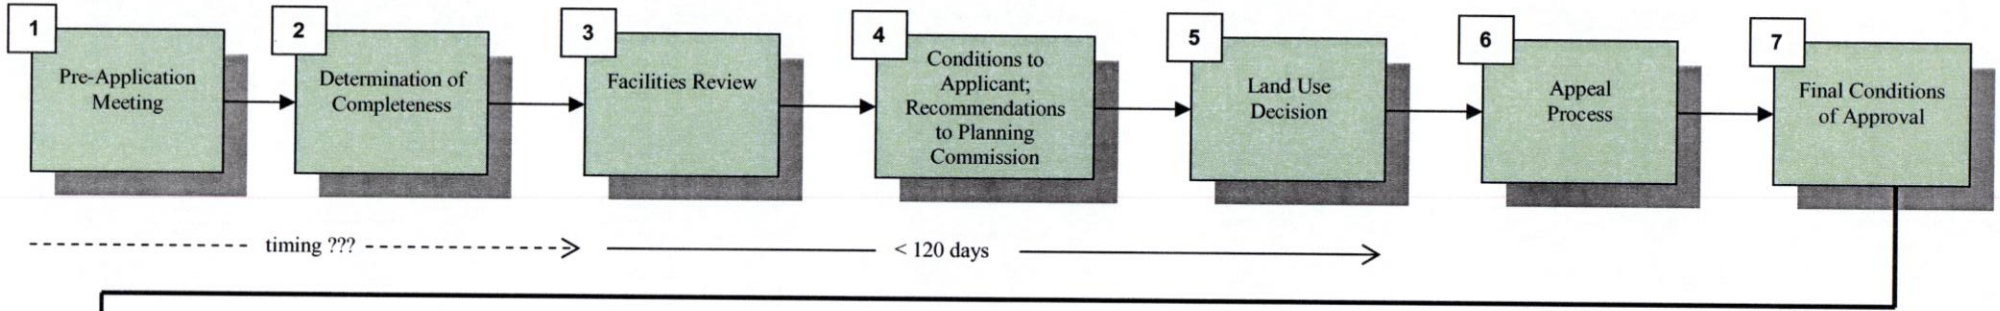 1
Pre-Application
Meeting
2
Determination of
Completeness
3
Facilities Review
4
Conditions to
Applicant;
Recommendations
to Planning
Commission
5
Land Use
Decision
6
Appeal
Process
7
Final Conditions
of Approval
timing ???
< 120 days